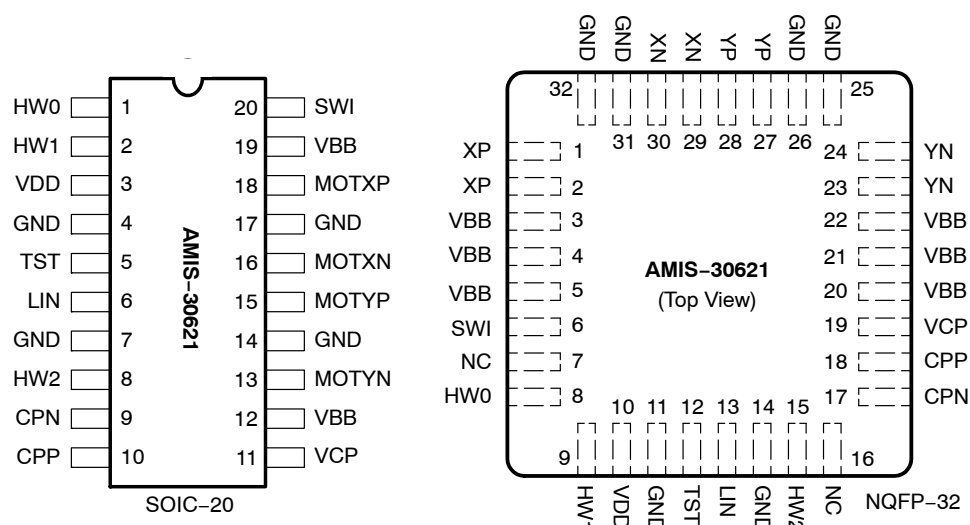 HW0 1 20 SWI
HW1 2 19 VBB
VDD 3 18 MOTXP
GND 4 17 GND
TST 5 16 MOTXN
LIN 6 15 MOTYP
GND 7 14 GND
HW2 8 13 MOTYN
CPN 9 12 VBB
CPP 10 11 VCP
AMIS−30621
SOIC−20
GND GND XN XN YP YP GND GND
32 31 30 29 28 27 26 25
XP 1 24 YN
XP 2 23 YN
VBB 3 22 VBB
VBB 4 21 VBB
VBB 5 20 VBB
SWI 6 19 VCP
NC 7 18 CPP
HW0 8 17 CPN
AMIS−30621
(Top View)
9 10 11 12 13 14 15 16
VDD GND TST LIN GND HW2 NC
NQFP−32